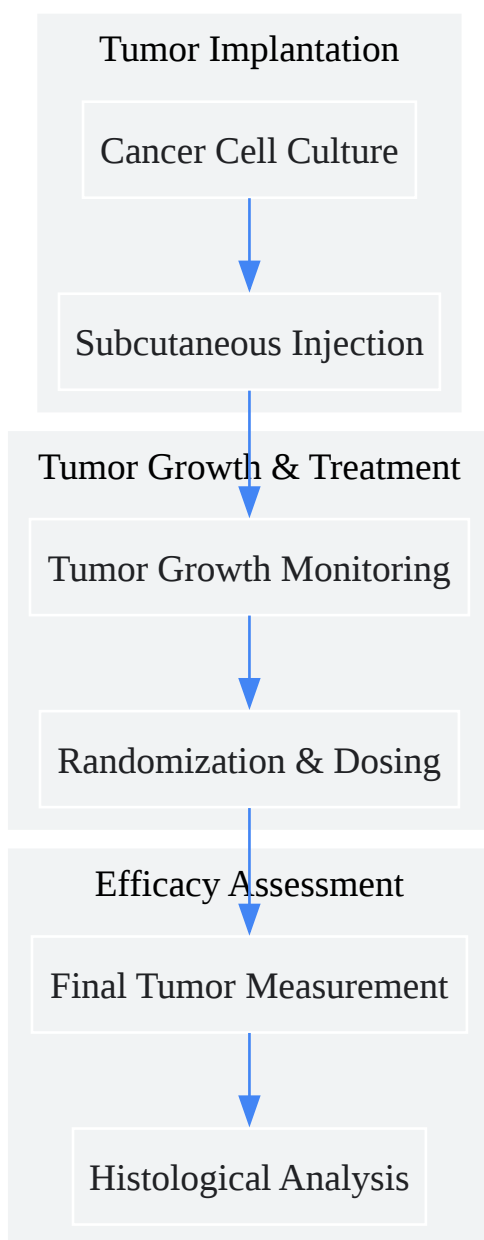 Tumor Implantation
Cancer Cell Culture
Subcutaneous Injection
Tumor Growth & Treatment
Tumor Growth Monitoring
Randomization & Dosing
Efficacy Assessment
Final Tumor Measurement
Histological Analysis